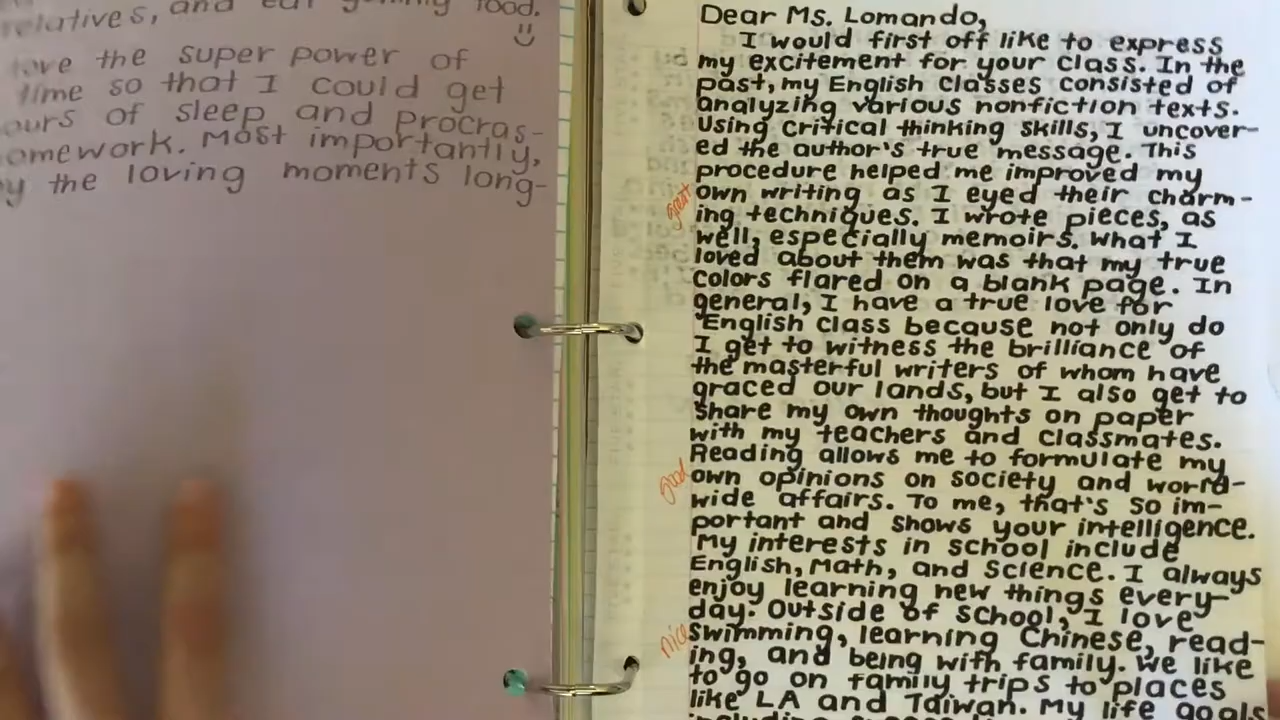 relatives, and eat yummy food.
have the super power of
time so that I could get
ours of sleep and procras-
omework. Most importantly,
y the loving moments long-
Dear Ms. Lomando,
I would first off like to express
my excitement for your class. In the
past, my English classes consisted of
analyzing various nonfiction texts.
Using critical thinking skills, I uncover-
ed the author's true message. This
procedure helped me improved my
great
own writing as I eyed their charm-
ing techniques. I wrote pieces, as
well, especially memoirs. What I
loved about them was that my true
colors flared on a blank page. In
general, I have a true love for
English class because not only do
I get to witness the brilliance of
the masterful writers of whom have
graced our lands, but I also get to
share my own thoughts on paper
with my teachers and classmates.
Reading allows me to formulate my
good
own opinions on society and world-
wide affairs. To me, that's so im-
portant and shows your intelligence.
My interests in school include
English, Math, and Science. I always
enjoy learning new things every-
day. Outside of school, I love
nice
swimming, learning Chinese, read-
ing, and being with family. We like
to go on family trips to places
like LA and Taiwan. My life goals